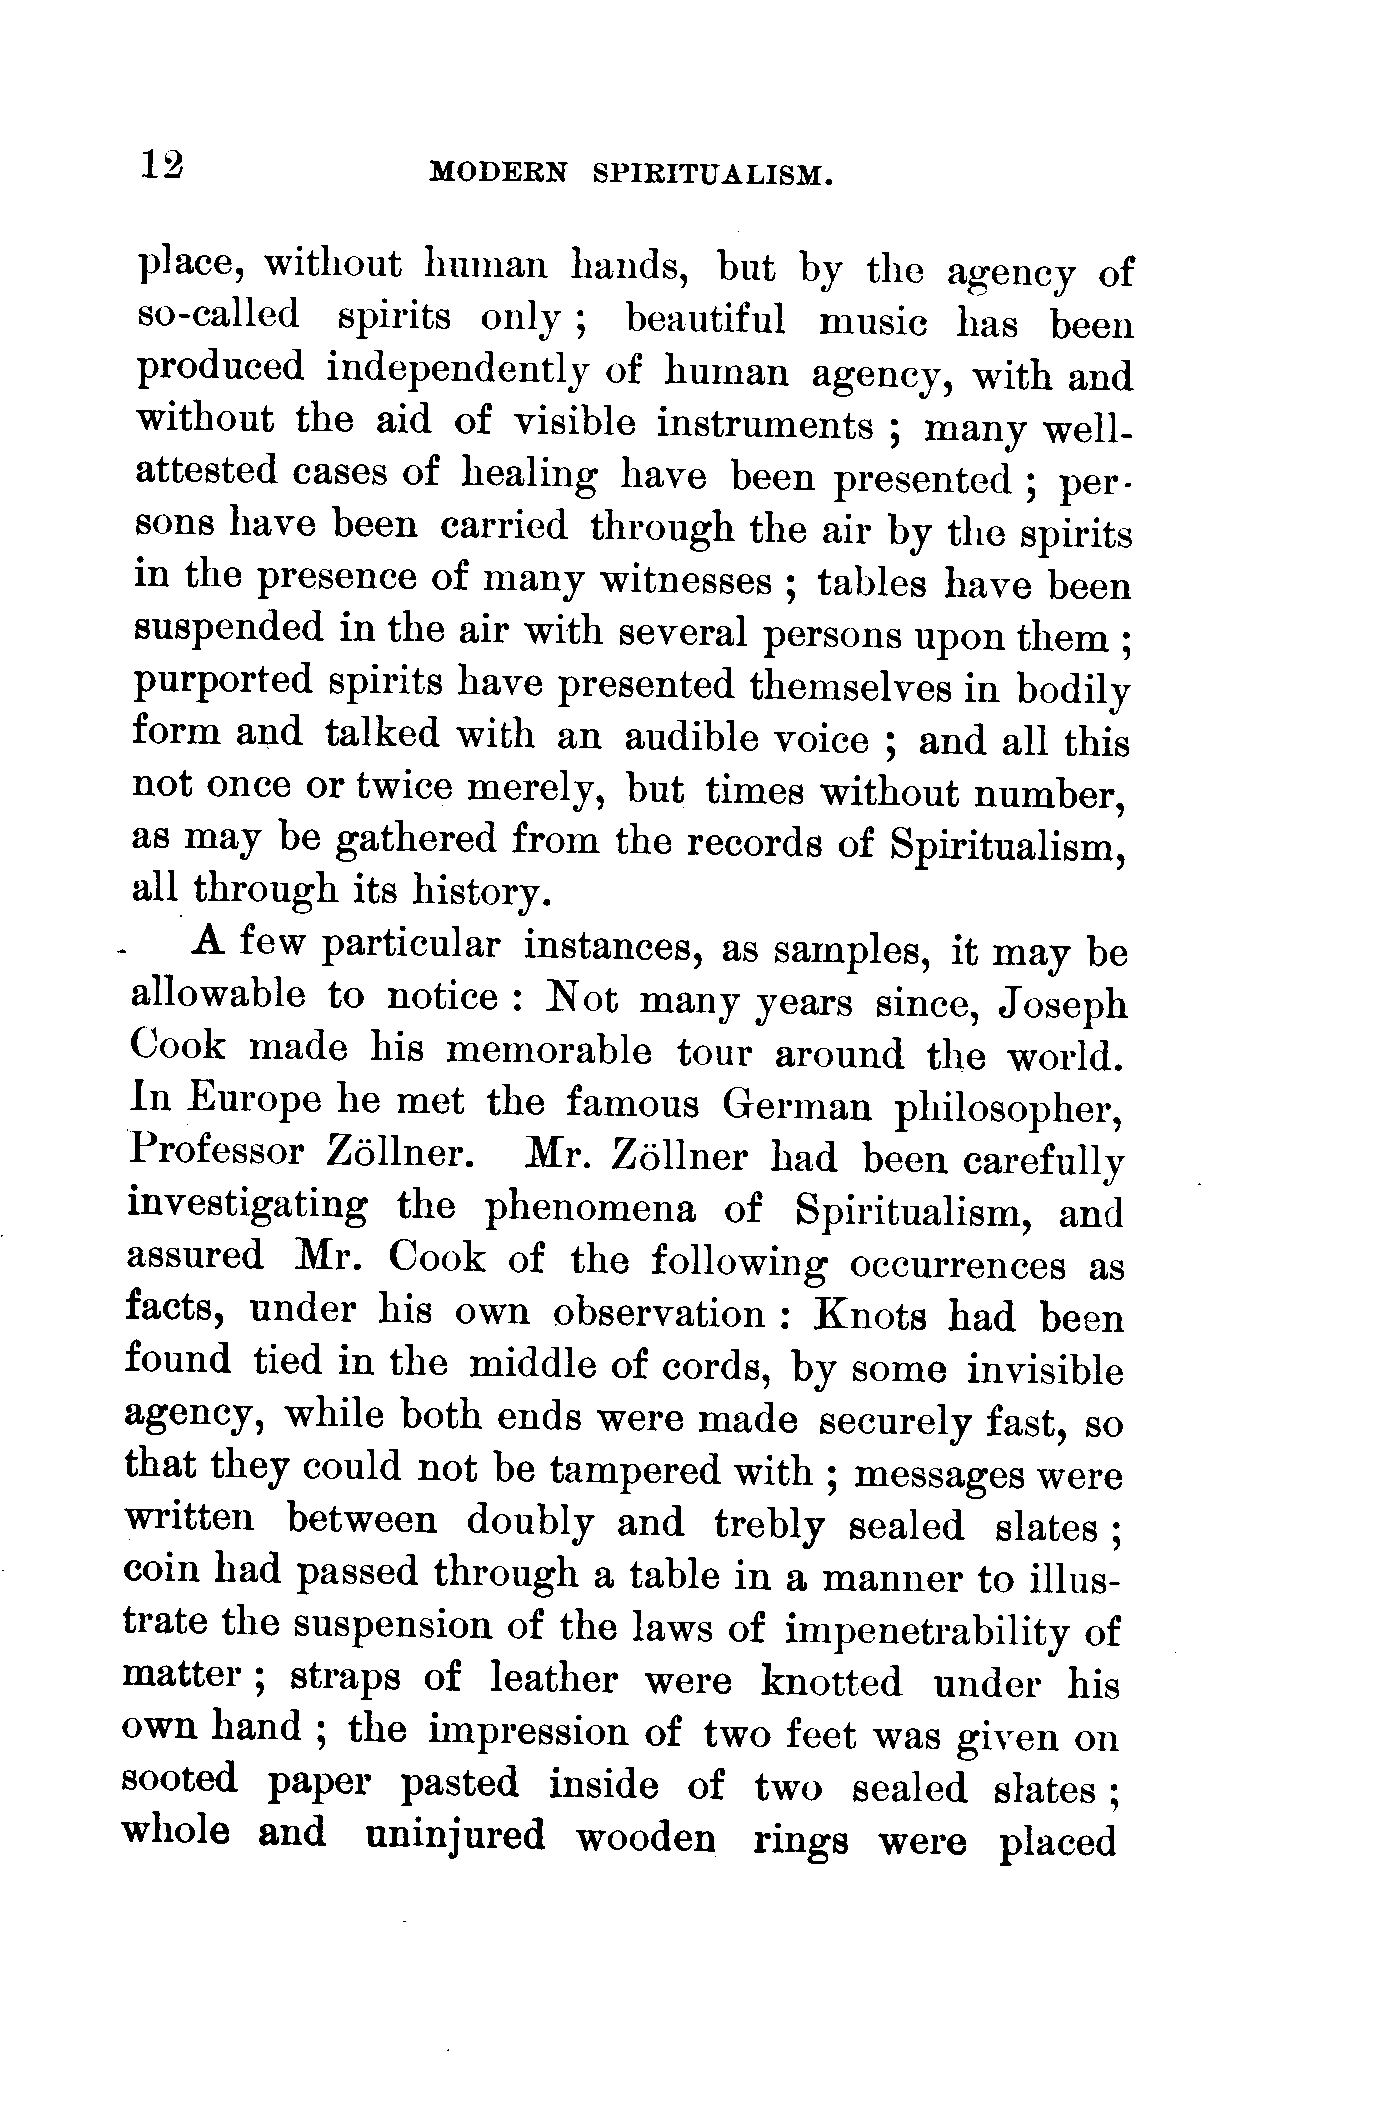 12 MODERN SPIRITUALISM.
place, without human hands, but by the agency of
so-called spirits only ; beautiful music has been
produced independently of human agency, with and
without the aid of visible instruments ; many well-
attested cases of healing have been presented ; per-
sons have been carried through the air by the spirits
in the presence of many witnesses ; tables have been
suspended in the air with several persons upon them ;
purported spirits have presented themselves in bodily
form and talked with an audible voice ; and all this
not once or twice merely, but times without number,
as may be gathered from the records of Spiritualism,
all through its history.
A few particular instances, as samples, it may be
allowable to notice : Not many years since, Joseph
Cook made his memorable tour around the world.
In Europe he met the famous German philosopher,
Professor Zöllner. Mr. Zöllner had been carefully
investigating the phenomena of Spiritualism, and
assured Mr. Cook of the following occurrences as
facts, under his own observation : Knots had been
found tied in the middle of cords, by some invisible
agency, while both ends were made securely fast, so
that they could not be tampered with ; messages were
written between doubly and trebly sealed slates ;
coin had passed through a table in a manner to illus-
trate the suspension of the laws of impenetrability of
matter ; straps of leather were knotted under his
own hand ; the impression of two feet was given on
sooted paper pasted inside of two sealed slates ;
whole and uninjured wooden rings were placed